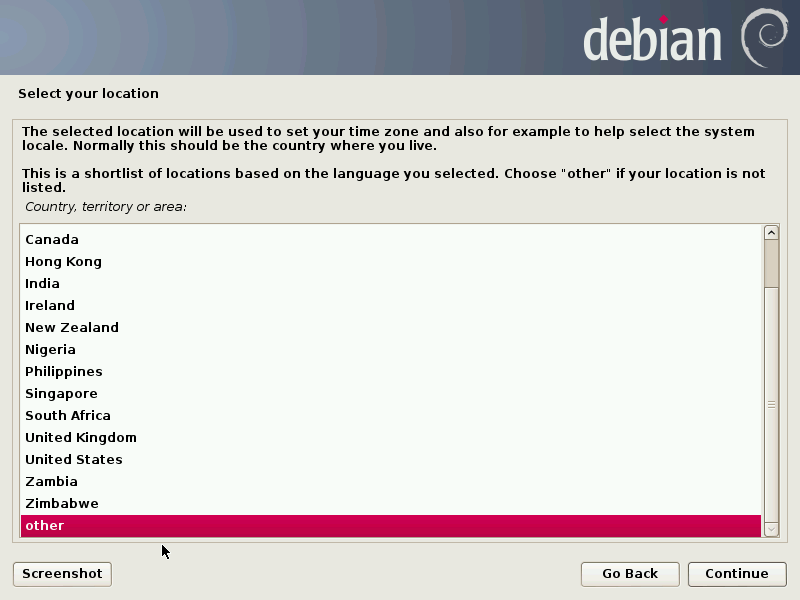 debian
Select your location
The selected location will be used to set your time zone and also for example to help select the system
locale. Normally this should be the country where you live.
This is a shortlist of locations based on the language you selected. Choose "other" if your location is not
listed.
Country, territory or area:
Canada
Hong Kong
India
Ireland
New Zealand
Nigeria
Philippines
Singapore
South Africa
United Kingdom
United States
Zambia
Zimbabwe
other
Screenshot
Go Back
Continue